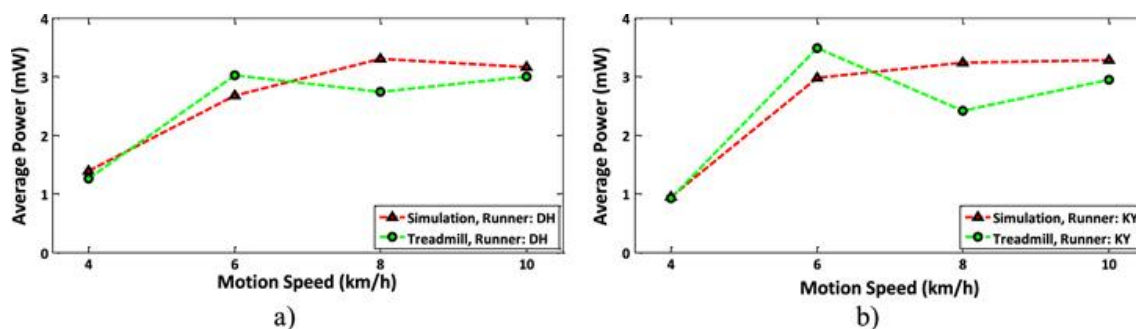 Average Power (mW)
4
3
2
1
0
Simulation, Runner: DH
Treadmill, Runner: DH
4 6 8 10
Motion Speed (km/h)
a)
Average Power (mW)
4
3
2
1
0
Simulation, Runner: KY
Treadmill, Runner: KY
4 6 8 10
Motion Speed (km/h)
b)